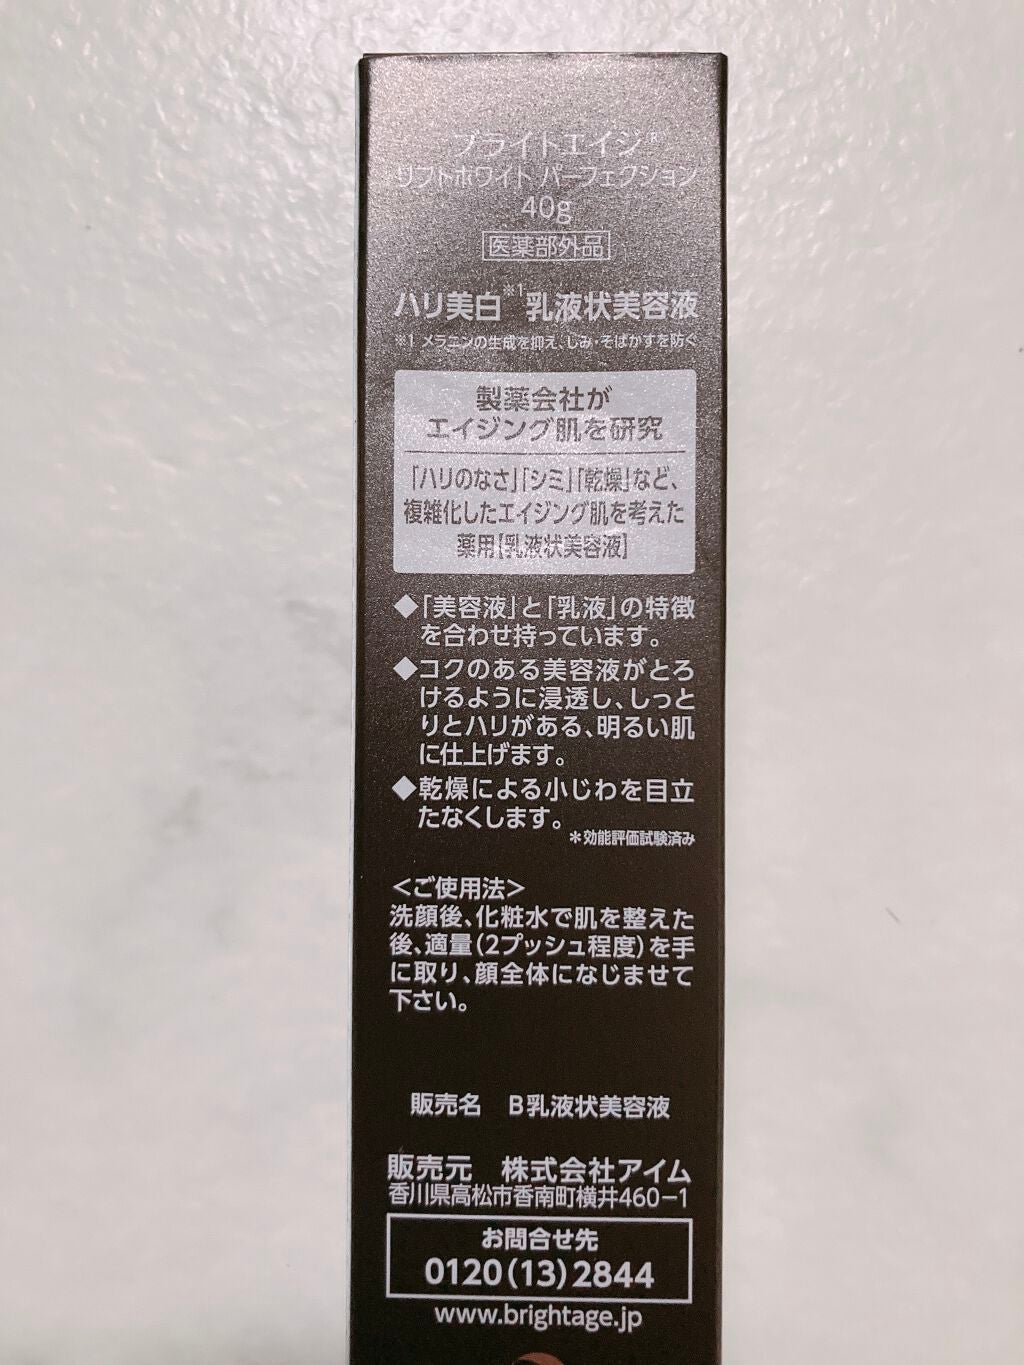 ブライトエイジ®
リフトホワイト パーフェクション
40g
医薬部外品
ハリ美白※1乳液状美容液
※1 メラニンの生成を抑え、しみ・そばかすを防ぐ
製薬会社が
エイジング肌を研究
「ハリのなさ」「シミ」「乾燥」など、
複雑化したエイジング肌を考えた
薬用【乳液状美容液】
◆「美容液」と「乳液」の特徴
を合わせ持っています。
◆コクのある美容液がとろ
けるように浸透し、しっと
りとハリがある、明るい肌
に仕上げます。
◆乾燥による小じわを目立
たなくします。
＊効能評価試験済み
＜ご使用法＞
洗顔後、化粧水で肌を整えた
後、適量(2プッシュ程度)を手
に取り、顔全体になじませて
下さい。
販売名 B乳液状美容液
販売元 株式会社アイム
香川県高松市香南町横井460−1
お問合せ先
0120(13)2844
www.brightage.jp